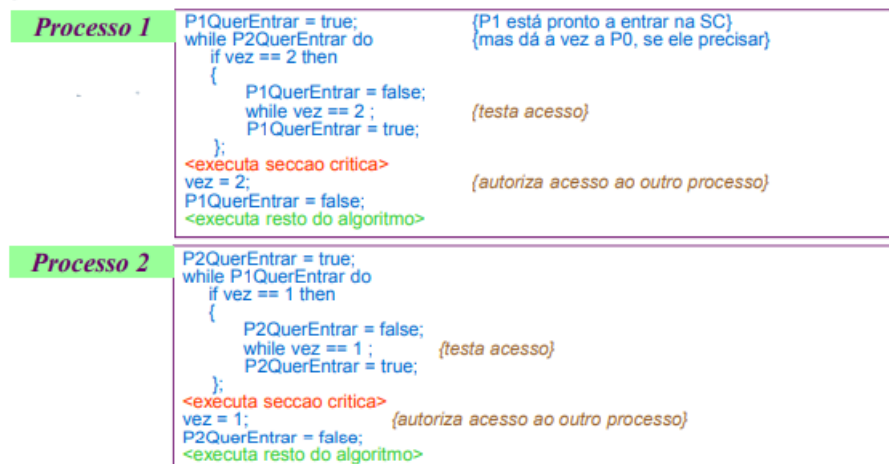 Processo 1
P1QuerEntrar = true; {P1 está pronto a entrar na SC}
while P2QuerEntrar do {mas dá a vez a P0, se ele precisar}
if vez == 2 then
{
P1QuerEntrar = false;
while vez == 2 ; {testa acesso}
P1QuerEntrar = true;
};
<executa seccao critica>
vez = 2; {autoriza acesso ao outro processo}
P1QuerEntrar = false;
<executa resto do algoritmo>
Processo 2
P2QuerEntrar = true;
while P1QuerEntrar do
if vez == 1 then
{
P2QuerEntrar = false;
while vez == 1 ; {testa acesso}
P2QuerEntrar = true;
};
<executa seccao critica>
vez = 1; {autoriza acesso ao outro processo}
P2QuerEntrar = false;
<executa resto do algoritmo>